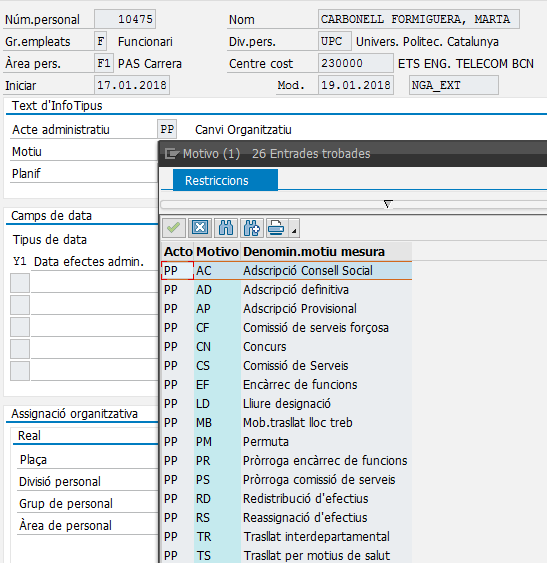 Núm.personal 10475 Nom CARBONELL FORMIGUERA, MARTA
Gr.empleats F Funcionari Div.pers. UPC Univers. Politec. Catalunya
Àrea pers. F1 PAS Carrera Centre cost 230000 ETS ENG. TELECOM BCN
Iniciar 17.01.2018 Mod. 19.01.2018 NGA_EXT
Text d'InfoTipus
Acte administratiu PP Canvi Organitzatiu
Motiu
Planif
Motivo (1) 26 Entrades trobades
Restriccions
Camps de data
Tipus de data
Y1 Data efectes admin.
Acto Motivo Denomin.motiu mesura
PP AC Adscripció Consell Social
PP AD Adscripció definitiva
PP AP Adscripció Provisional
PP CF Comissió de serveis forçosa
PP CN Concurs
PP CS Comissió de Serveis
PP EF Encàrrec de funcions
PP LD Lliure designació
PP MB Mob.trasllat lloc treb
PP PM Permuta
PP PR Pròrroga encàrrec de funcions
PP PS Pròrroga comissió de serveis
PP RD Redistribució d'efectius
PP RS Reassignació d'efectius
PP TR Trasllat interdepartamental
PP TS Trasllat per motius de salut
Assignació organitzativa
Real
Plaça
Divisió personal
Grup de personal
Àrea de personal